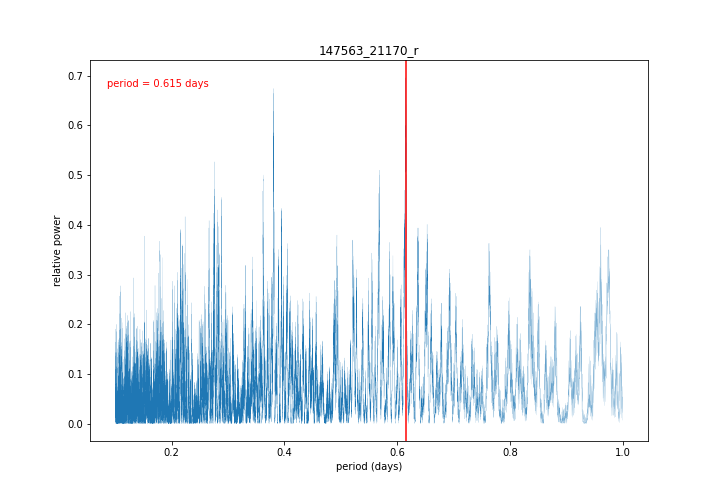 147563_21170_r
period = 0.615 days
relative power
0.7
0.6
0.5
0.4
0.3
0.2
0.1
0.0
0.2 0.4 0.6 0.8 1.0
period (days)